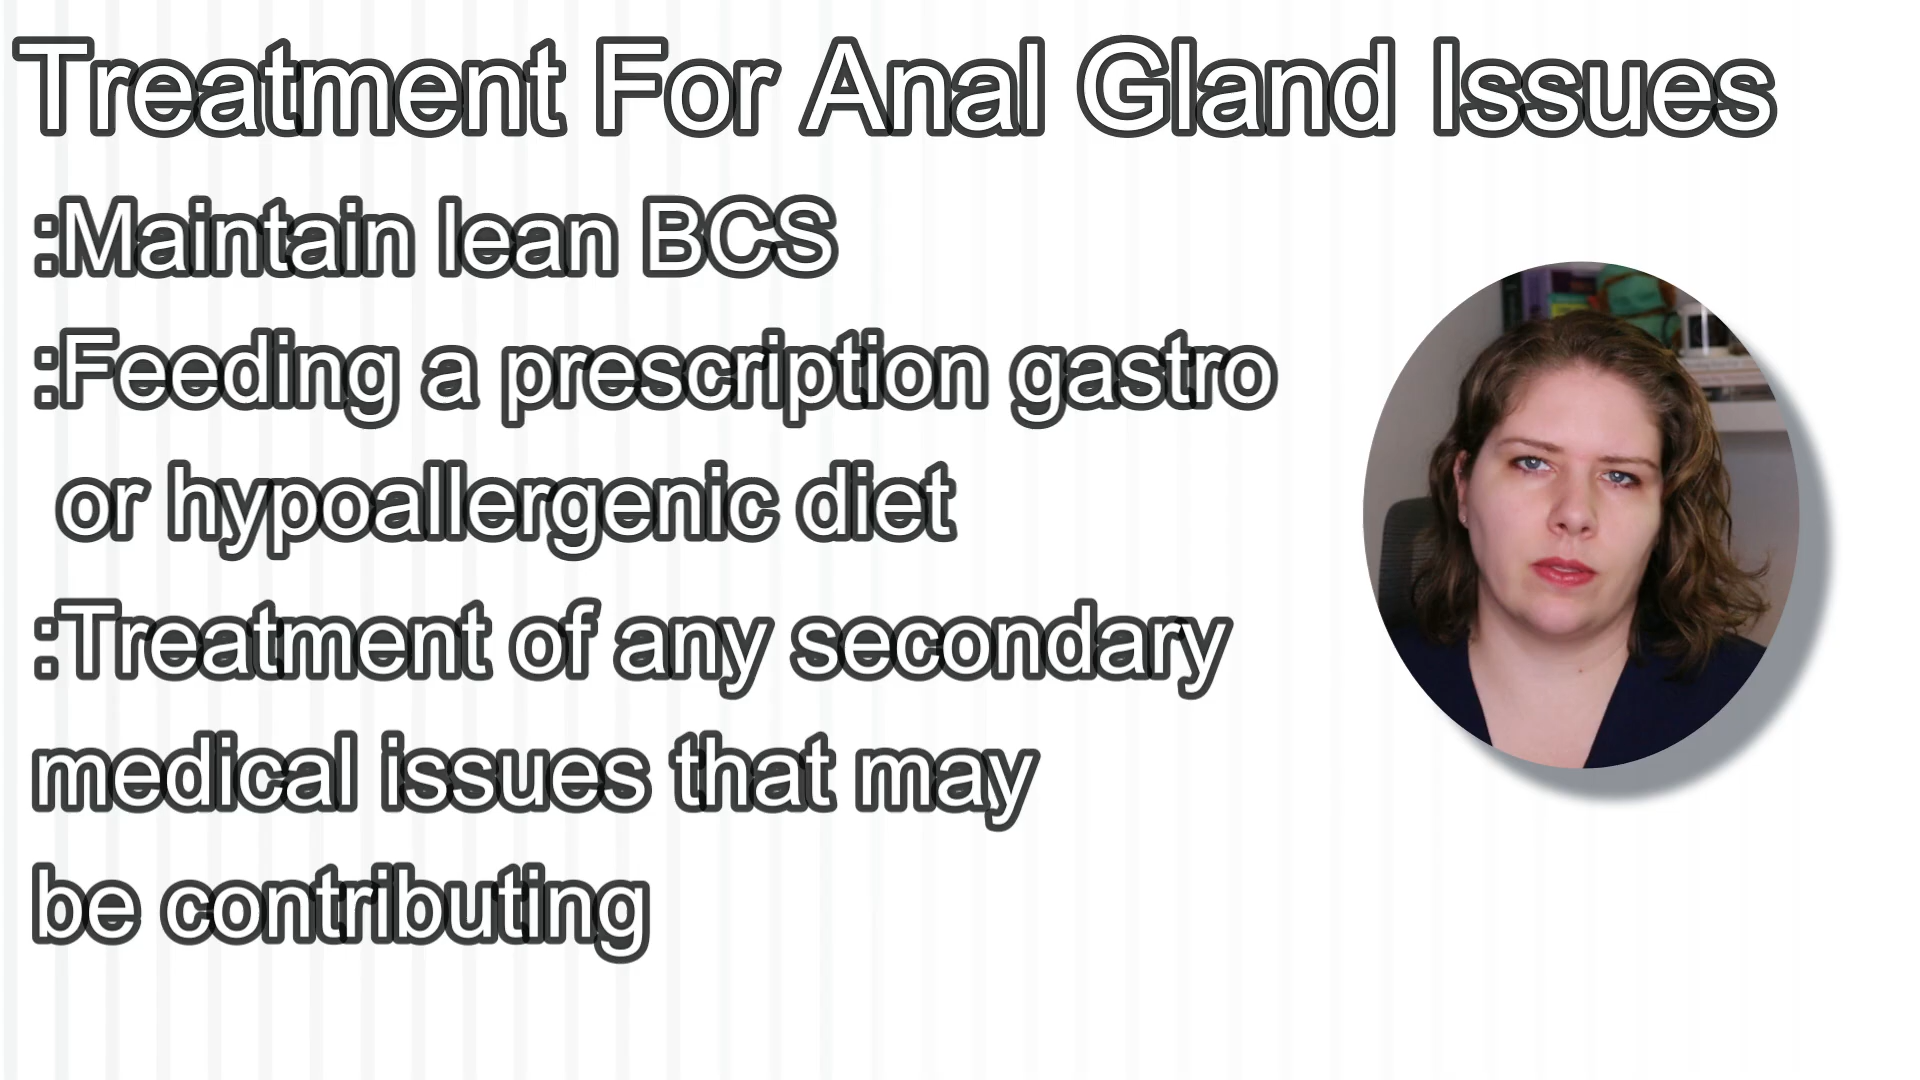 Treatment For Anal Gland Issues
:Maintain lean BCS
:Feeding a prescription gastro
or hypoallergenic diet
:Treatment of any secondary
medical issues that may
be contributing